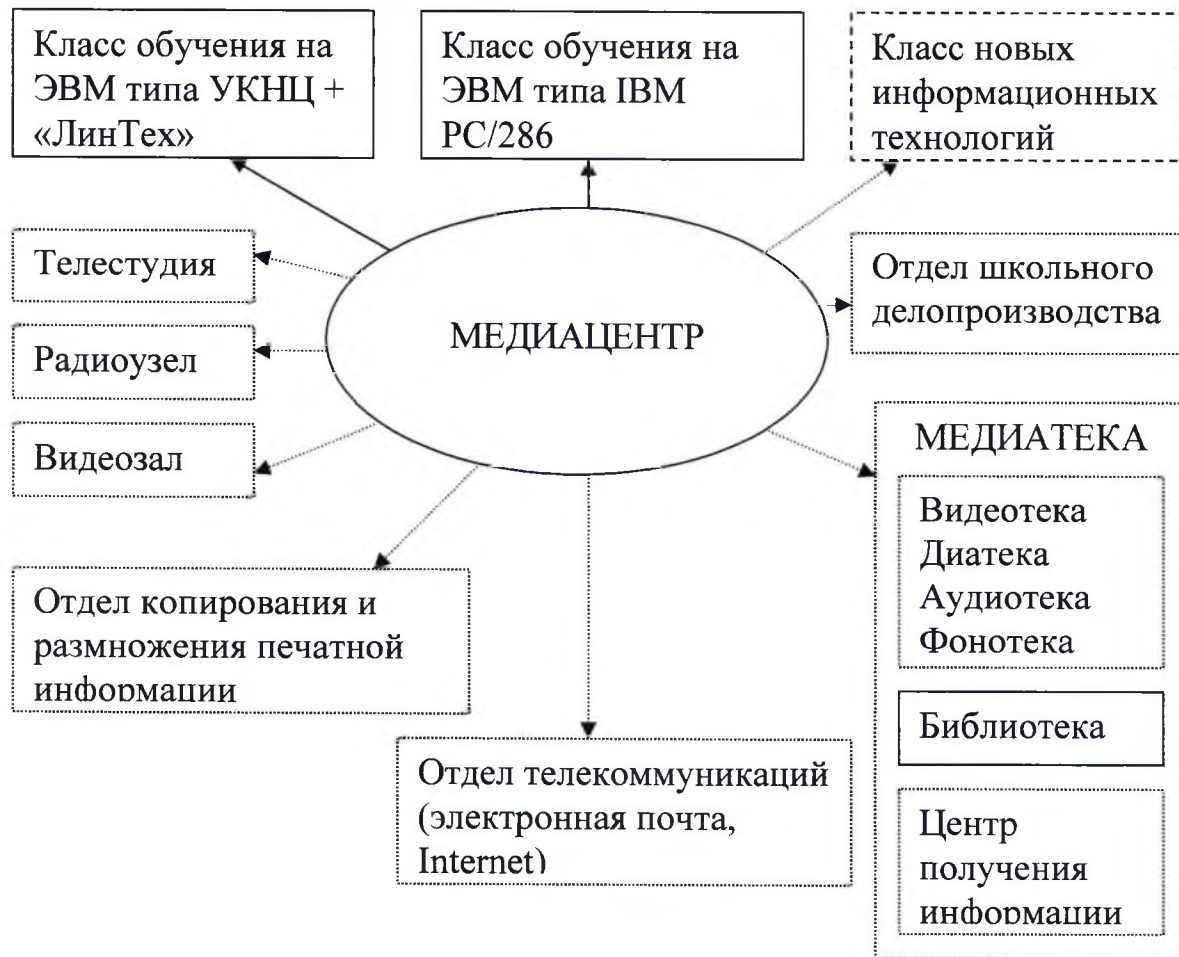 Класс обучения на
ЭВМ типа УКНЦ +
«ЛинТех»
Класс обучения на
ЭВМ типа IBM
PC/286
Класс новых
информационных
технологий
Телестудия
Радиоузел
Видеозал
МЕДИАЦЕНТР
Отдел школьного
делопроизводства
МЕДИАТЕКА
Видеотека
Диатека
Аудиотека
Фонотека
Библиотека
Центр
получения
информации
Отдел копирования и
размножения печатной
информации
Отдел телекоммуникаций
(электронная почта,
Internet)